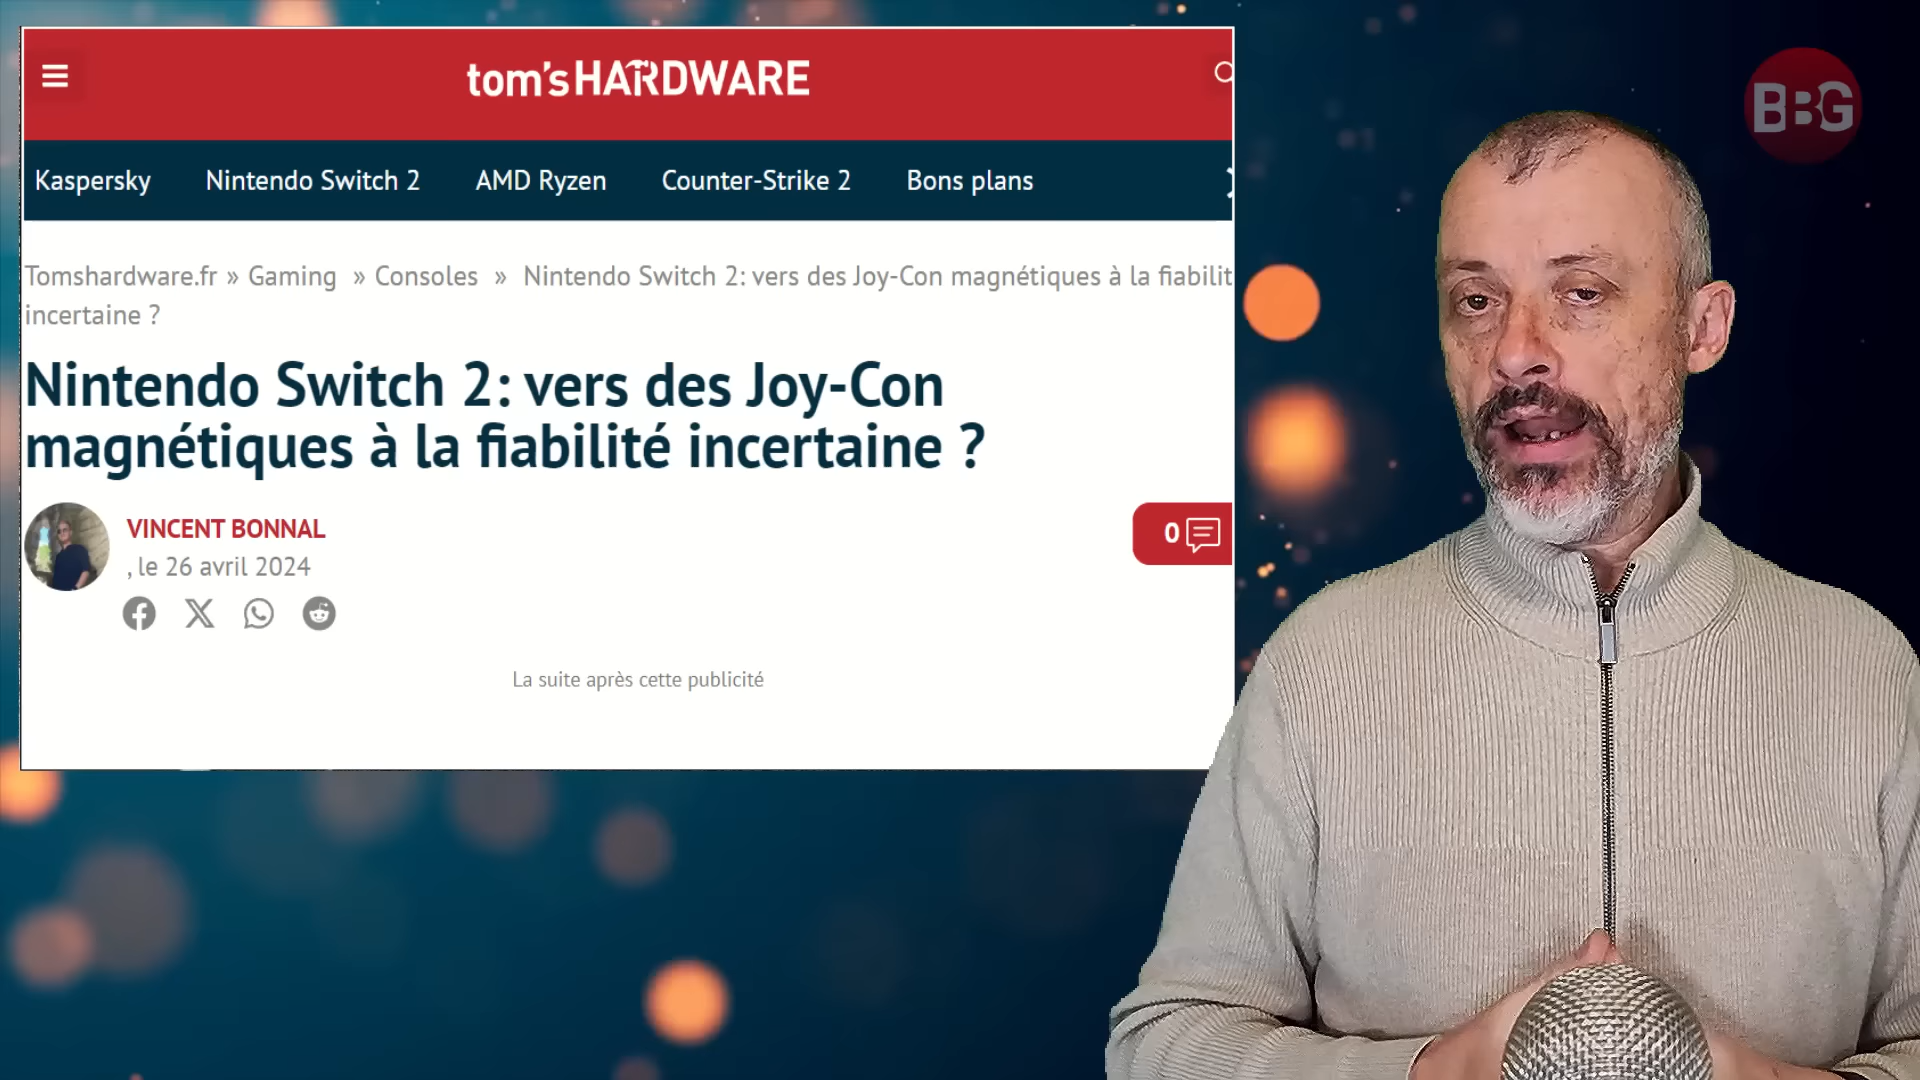 tom'sHARDWARE
BBG
Kaspersky Nintendo Switch 2 AMD Ryzen Counter-Strike 2 Bons plans
Tomshardware.fr » Gaming » Consoles » Nintendo Switch 2: vers des Joy-Con magnétiques à la fiabilit
incertaine ?
Nintendo Switch 2: vers des Joy-Con
magnétiques à la fiabilité incertaine ?
VINCENT BONNAL
, le 26 avril 2024
0
La suite après cette publicité